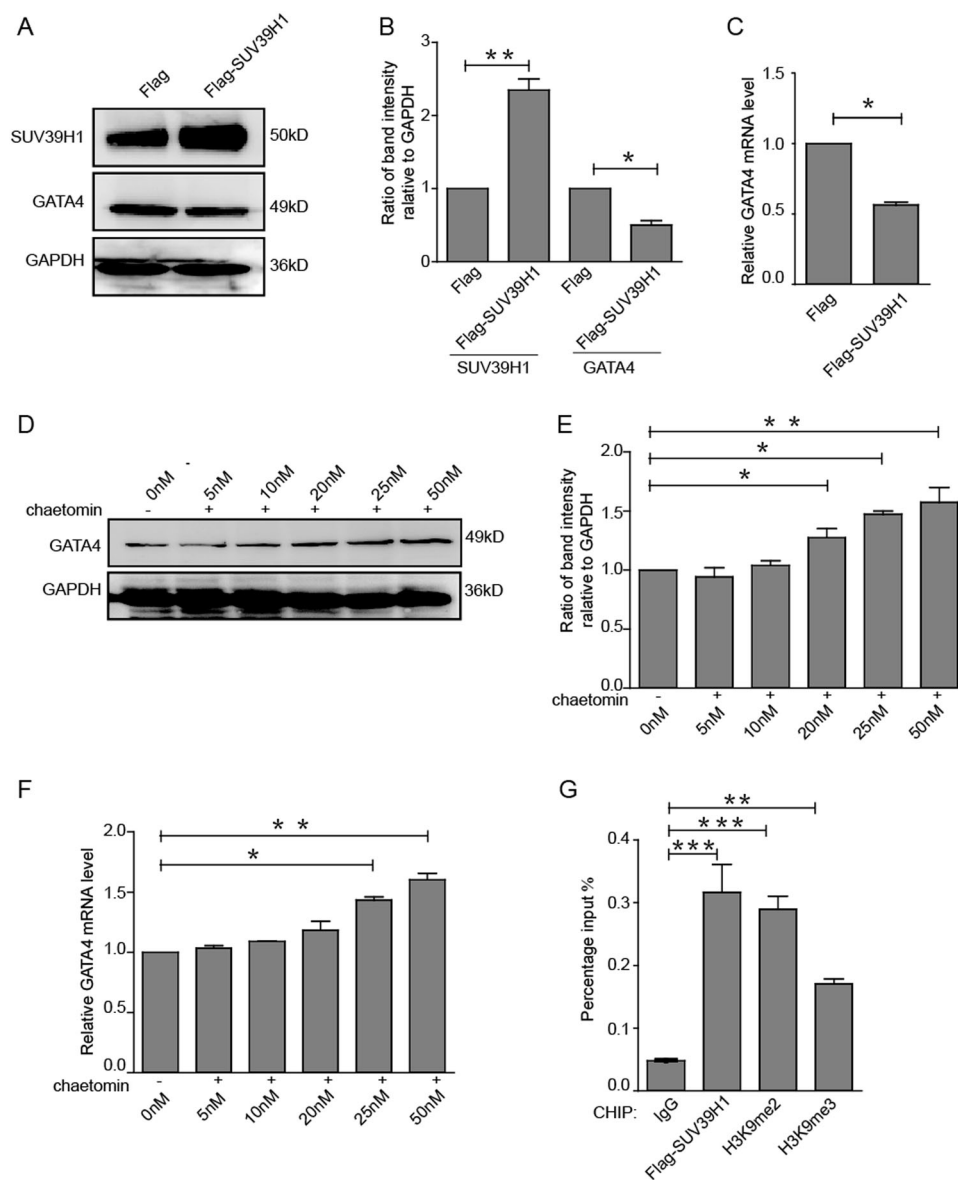 A
Flag
Flag-SUV39H1
SUV39H1
50kD
GATA4
49kD
GAPDH
36kD
B
Ratio of band intensity
ralative to GAPDH
3
2
1
0
**
*
Flag
Flag-SUV39H1
Flag
Flag-SUV39H1
SUV39H1
GATA4
C
Relative GATA4 mRNA level
1.5
1.0
0.5
0.0
*
Flag
Flag-SUV39H1
D
0nM
5nM
10nM
20nM
25nM
50nM
chaetomin - + + + + +
GATA4
49kD
GAPDH
36kD
E
Ratio of band intensity
ralative to GAPDH
2.0
1.5
1.0
0.5
0.0
* *
*
*
chaetomin - + + + + +
0nM
5nM
10nM
20nM
25nM
50nM
F
Relative GATA4 mRNA level
2.0
1.5
1.0
0.5
0.0
* *
*
chaetomin - + + + + +
0nM
5nM
10nM
20nM
25nM
50nM
G
Percentage input %
0.4
0.3
0.2
0.1
0.0
**
***
***
CHIP:
IgG
Flag-SUV39H1
H3K9me2
H3K9me3